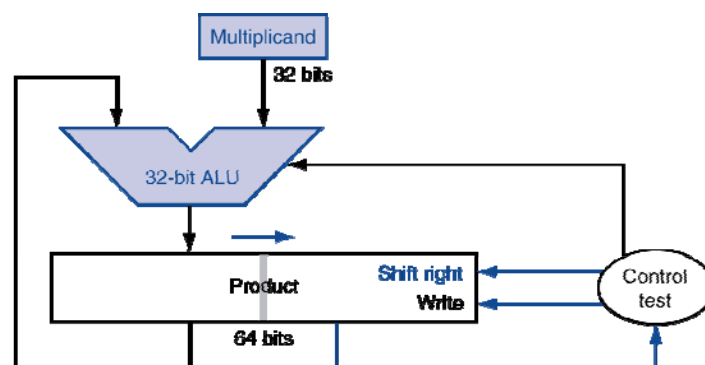 Multiplicand
32 bits
32-bit ALU
Shift right
Product
Write
64 bits
Control
test